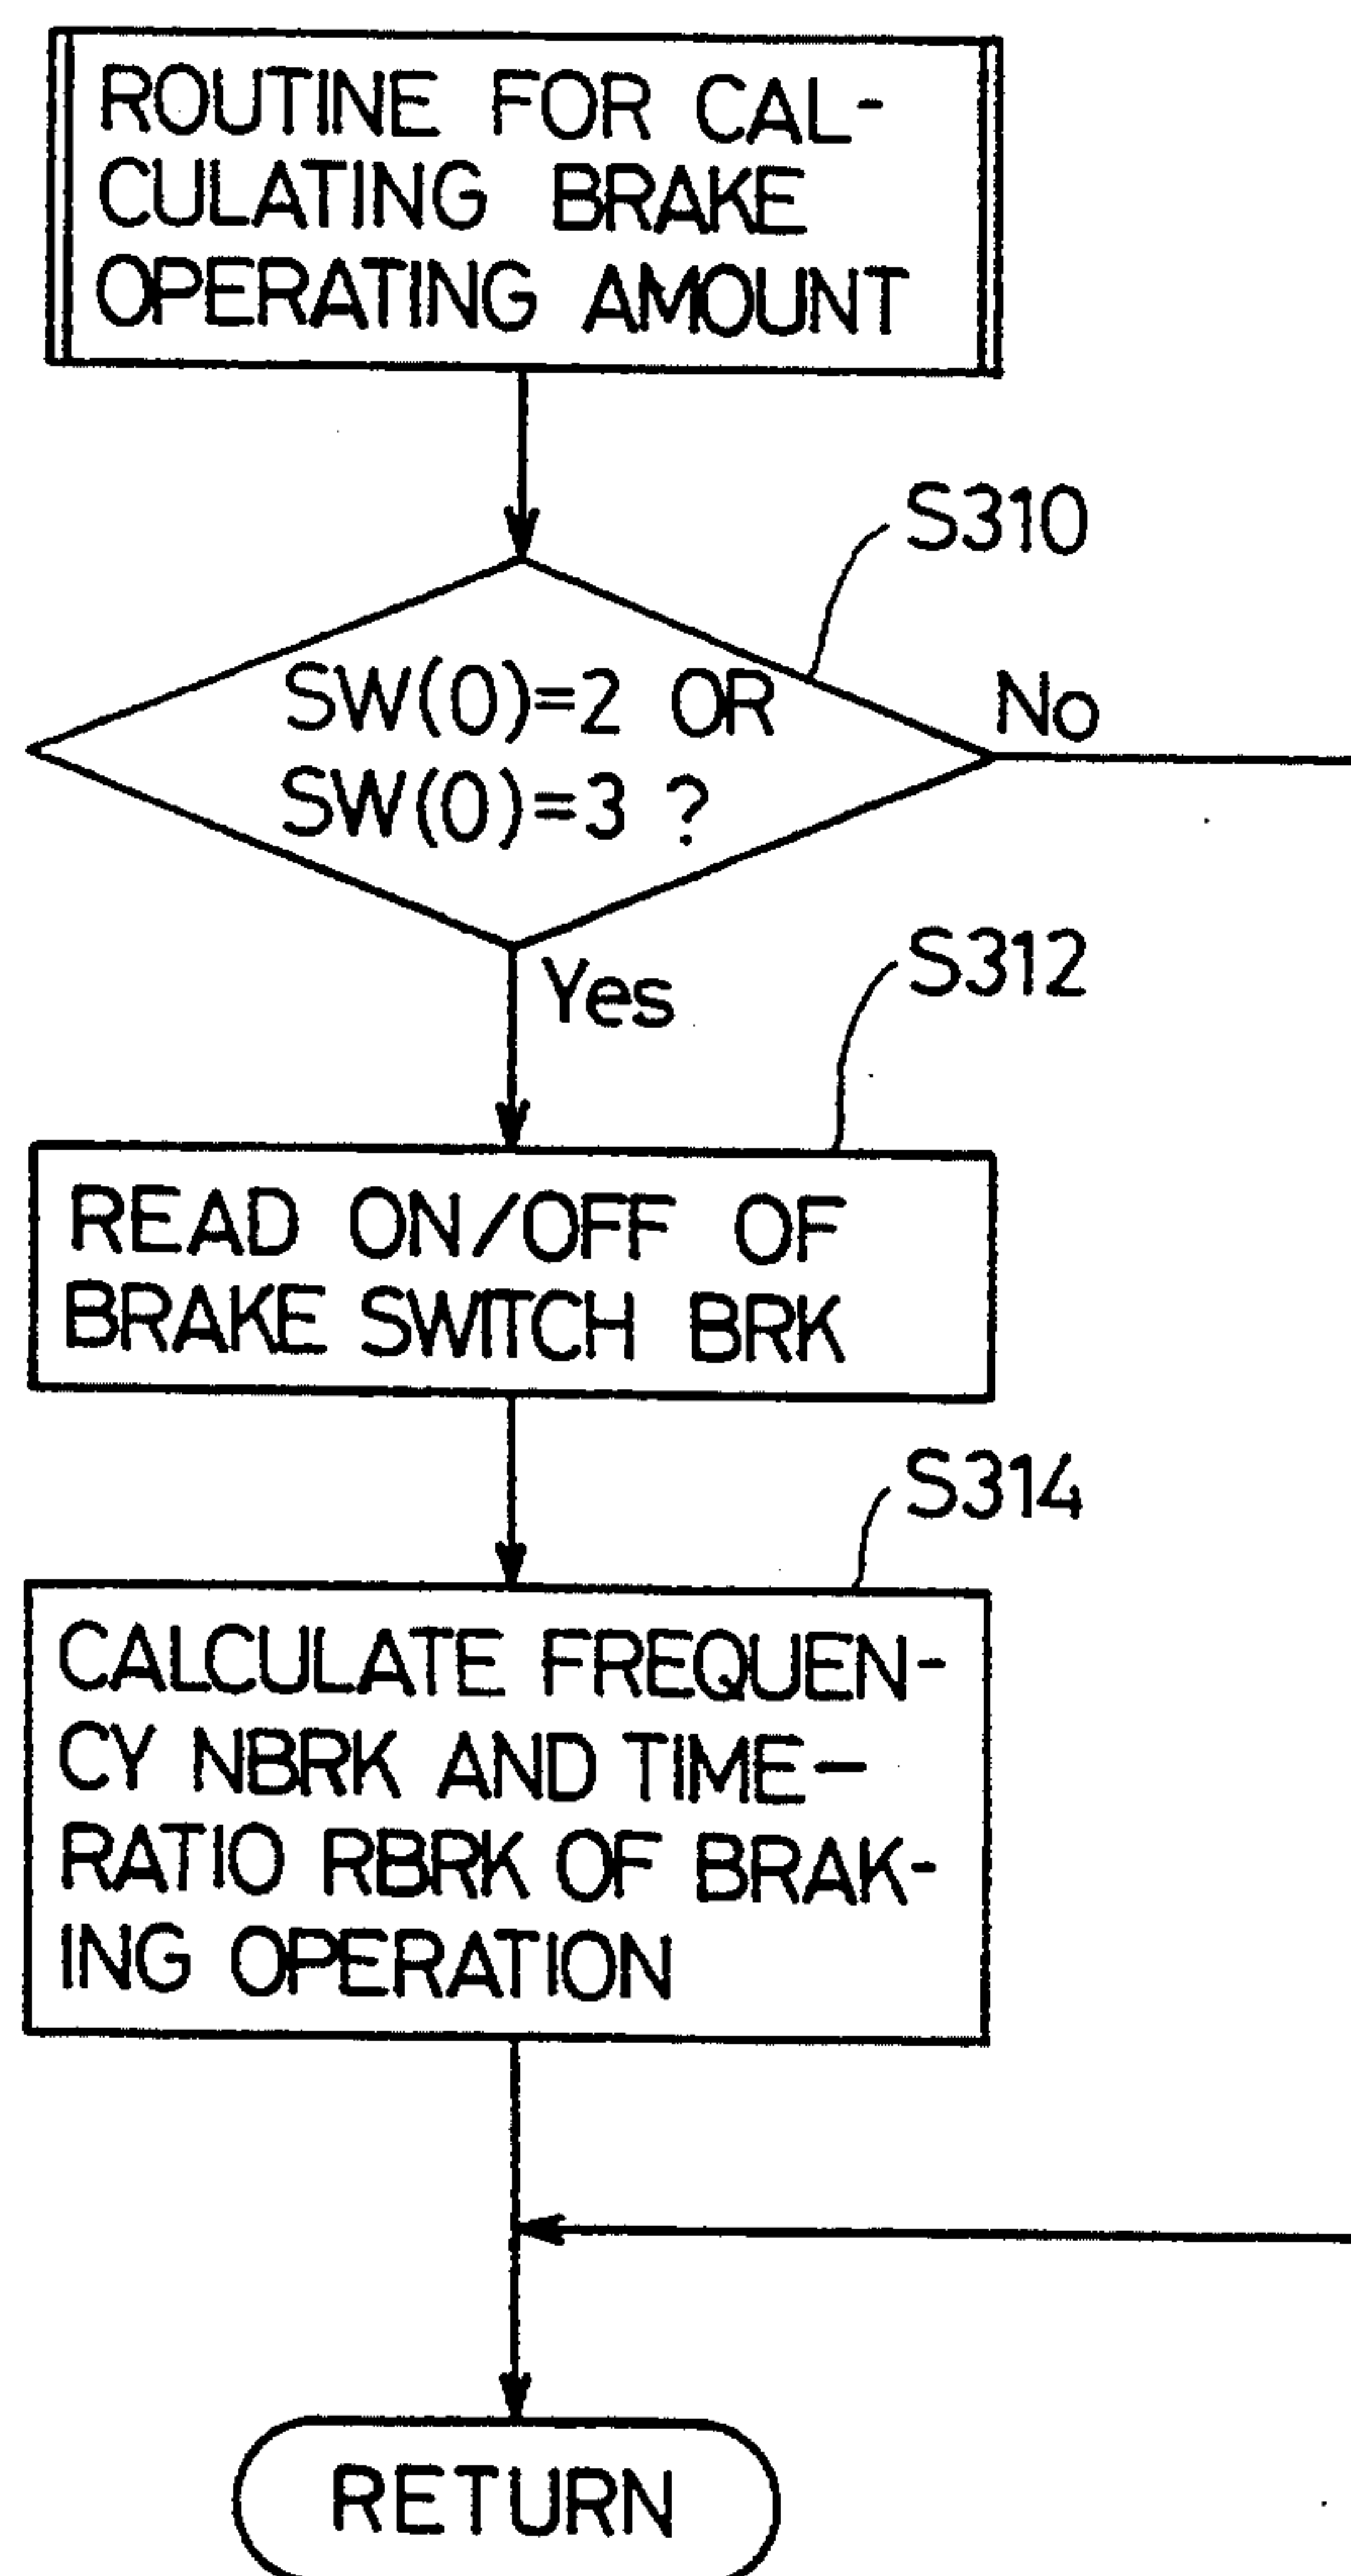 ROUTINE FOR CAL-
CULATING BRAKE
OPERATING AMOUNT
S310
SW(0)=2 OR
SW(0)=3 ?
No
Yes
S312
READ ON/OFF OF
BRAKE SWITCH BRK
S314
CALCULATE FREQUEN-
CY NBRK AND TIME-
RATIO RBRK OF BRAK-
ING OPERATION
RETURN